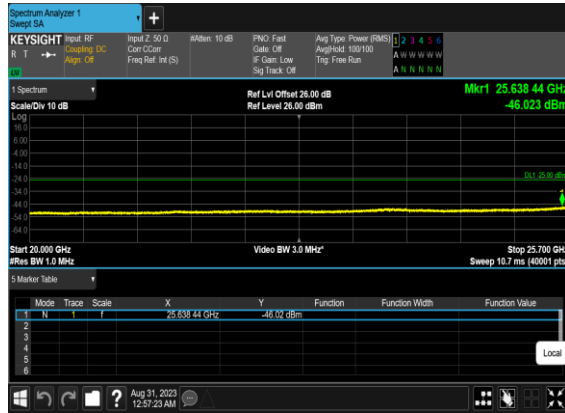 Spectrum Analyzer 1
Swept SA
+
KEYSIGHT Input: RF Input Z: 50 Ω #Atten: 10 dB PNO: Fast Avg Type: Power (RMS) 1 2 3 4 5 6
R T Coupling: DC Corr CCorr Gate: Off Avg|Hold: 100/100 A W W W W W
Align: Off Freq Ref: Int (S) IF Gain: Low Trig: Free Run
Sig Track: Off A N N N N N
1 Spectrum
Ref Lvl Offset 26.00 dB Mkr1 25.638 44 GHz
Scale/Div 10 dB Ref Level 26.00 dBm -46.023 dBm
Log
16.0
6.00
-4.00
-14.0
-24.0 DL1 -25.00 dBm
-34.0
-44.0
-54.0
-64.0
Start 20.000 GHz Video BW 3.0 MHz* Stop 25.700 GH
#Res BW 1.0 MHz Sweep 10.7 ms (40001 pts
5 Marker Table
Mode Trace Scale X Y Function Function Width Function Value
1 N 1 f 25.638 44 GHz -46.02 dBm
2
3
4
5
6
Local
? Aug 31, 2023
12:57:23 AM